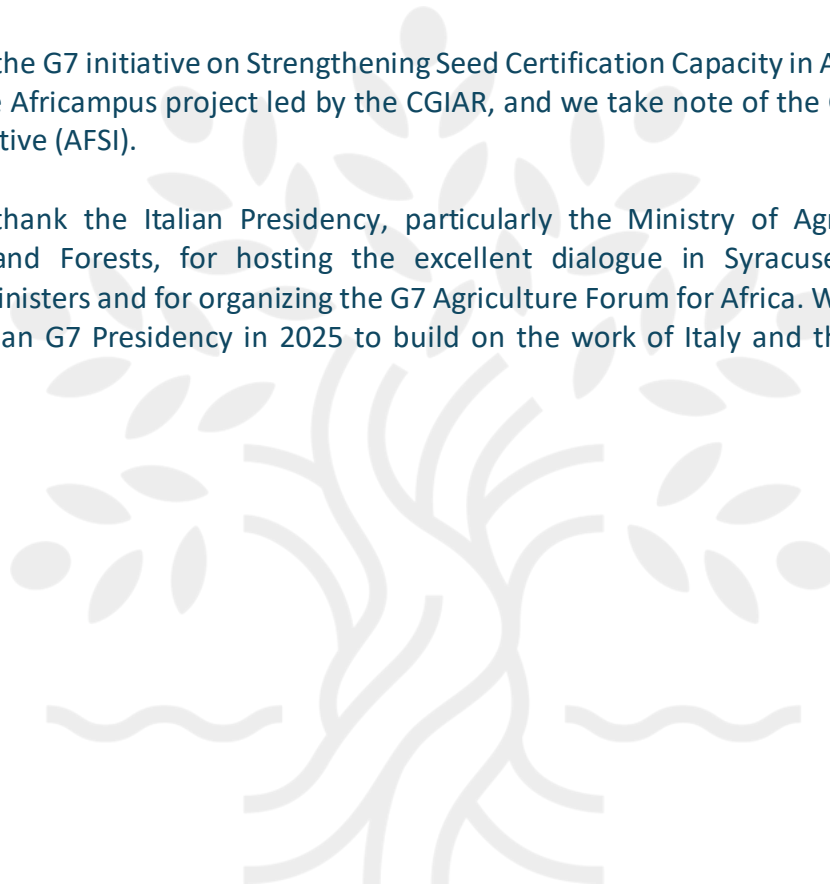 the G7 initiative on Strengthening Seed Certification Capacity in A
Africampus project led by the CGIAR, and we take note of the
tive (AFSI).
thank the Italian Presidency, particularly the Ministry of Agr
and Forests, for hosting the excellent dialogue in Syracuse
inisters and for organizing the G7 Agriculture Forum for Africa. W
an G7 Presidency in 2025 to build on the work of Italy and th